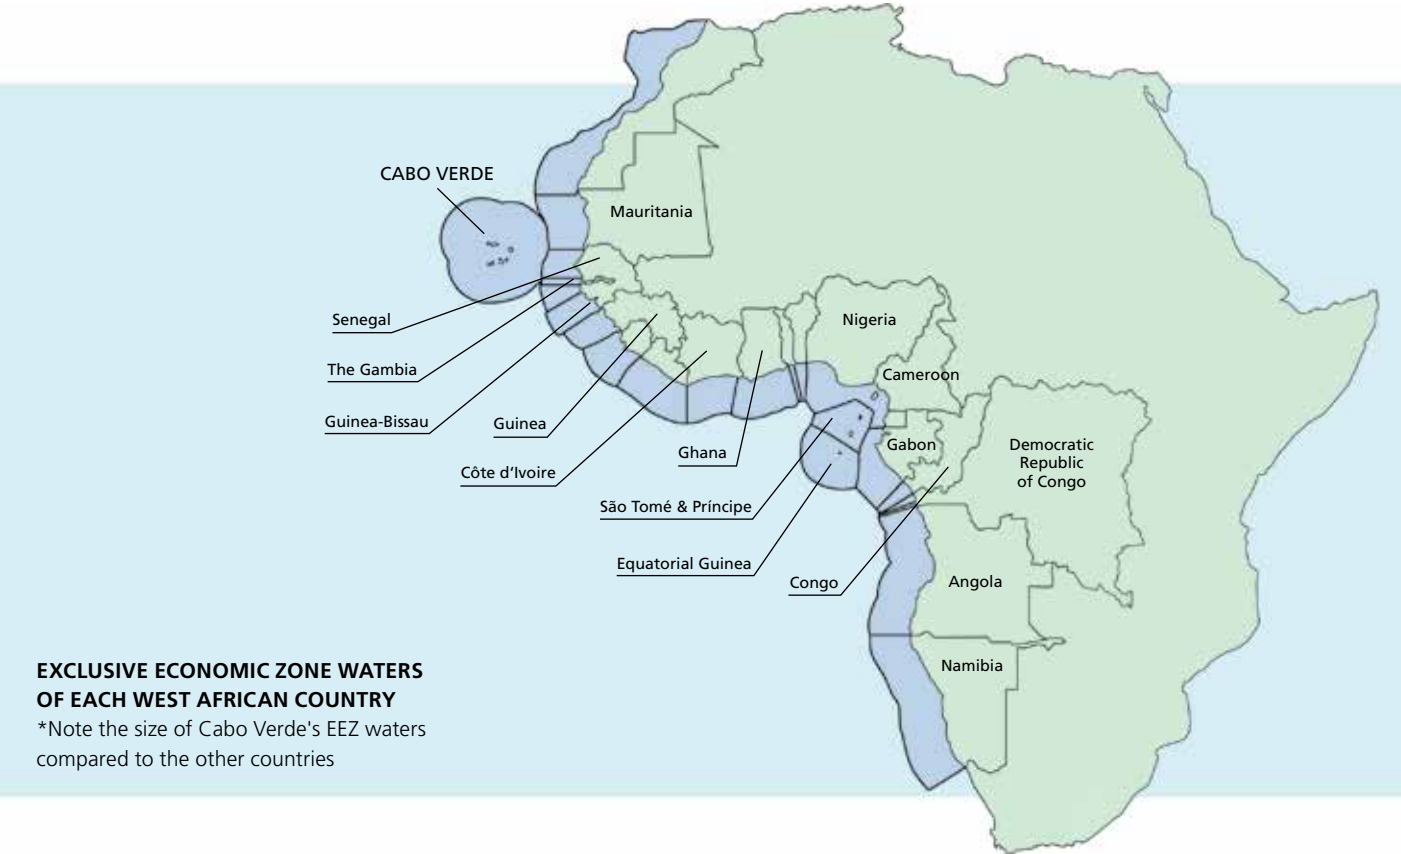 CABO VERDE
Mauritania
Senegal
Nigeria
The Gambia
Cameroon
Guinea-Bissau
Guinea
Gabon
Democratic
Republic
of Congo
Ghana
Côte d'Ivoire
São Tomé & Príncipe
Equatorial Guinea
Congo
Angola
Namibia
EXCLUSIVE ECONOMIC ZONE WATERS
OF EACH WEST AFRICAN COUNTRY
*Note the size of Cabo Verde's EEZ waters
compared to the other countries